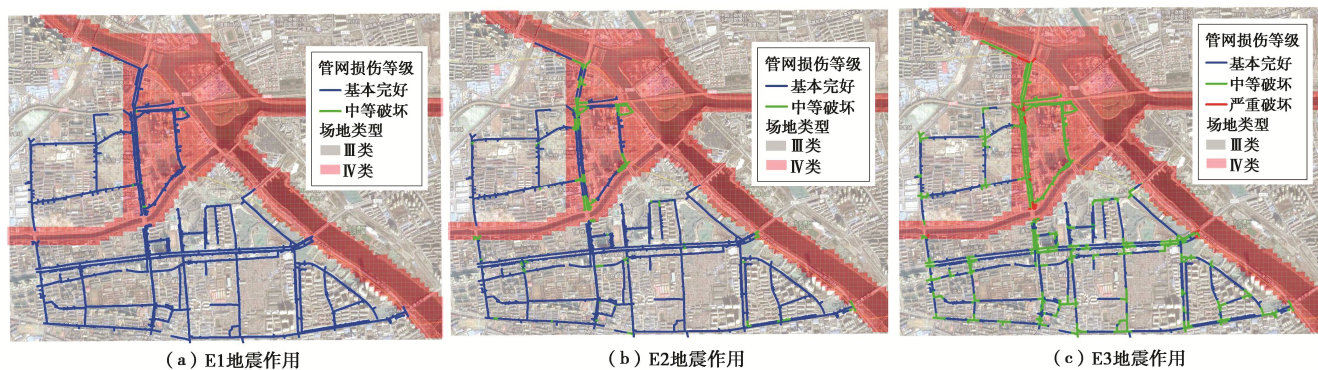 管网损伤等级
基本完好
中等破坏
场地类型
Ⅲ类
Ⅳ类
(a)E1地震作用
管网损伤等级
基本完好
中等破坏
场地类型
Ⅲ类
Ⅳ类
(b)E2地震作用
管网损伤等级
基本完好
中等破坏
严重破坏
场地类型
Ⅲ类
Ⅳ类
(c)E3地震作用